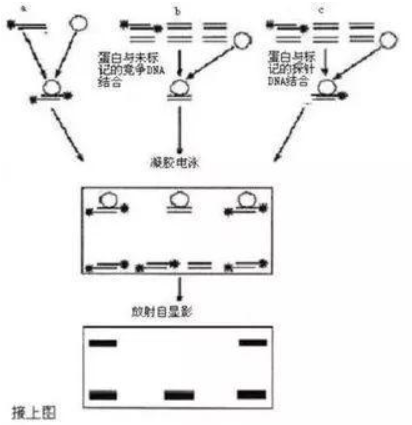 a
b
c
蛋白与未标
记的竞争DNA
结合
蛋白与标
记的探针
DNA结合
凝胶电泳
放射自显影
接上图